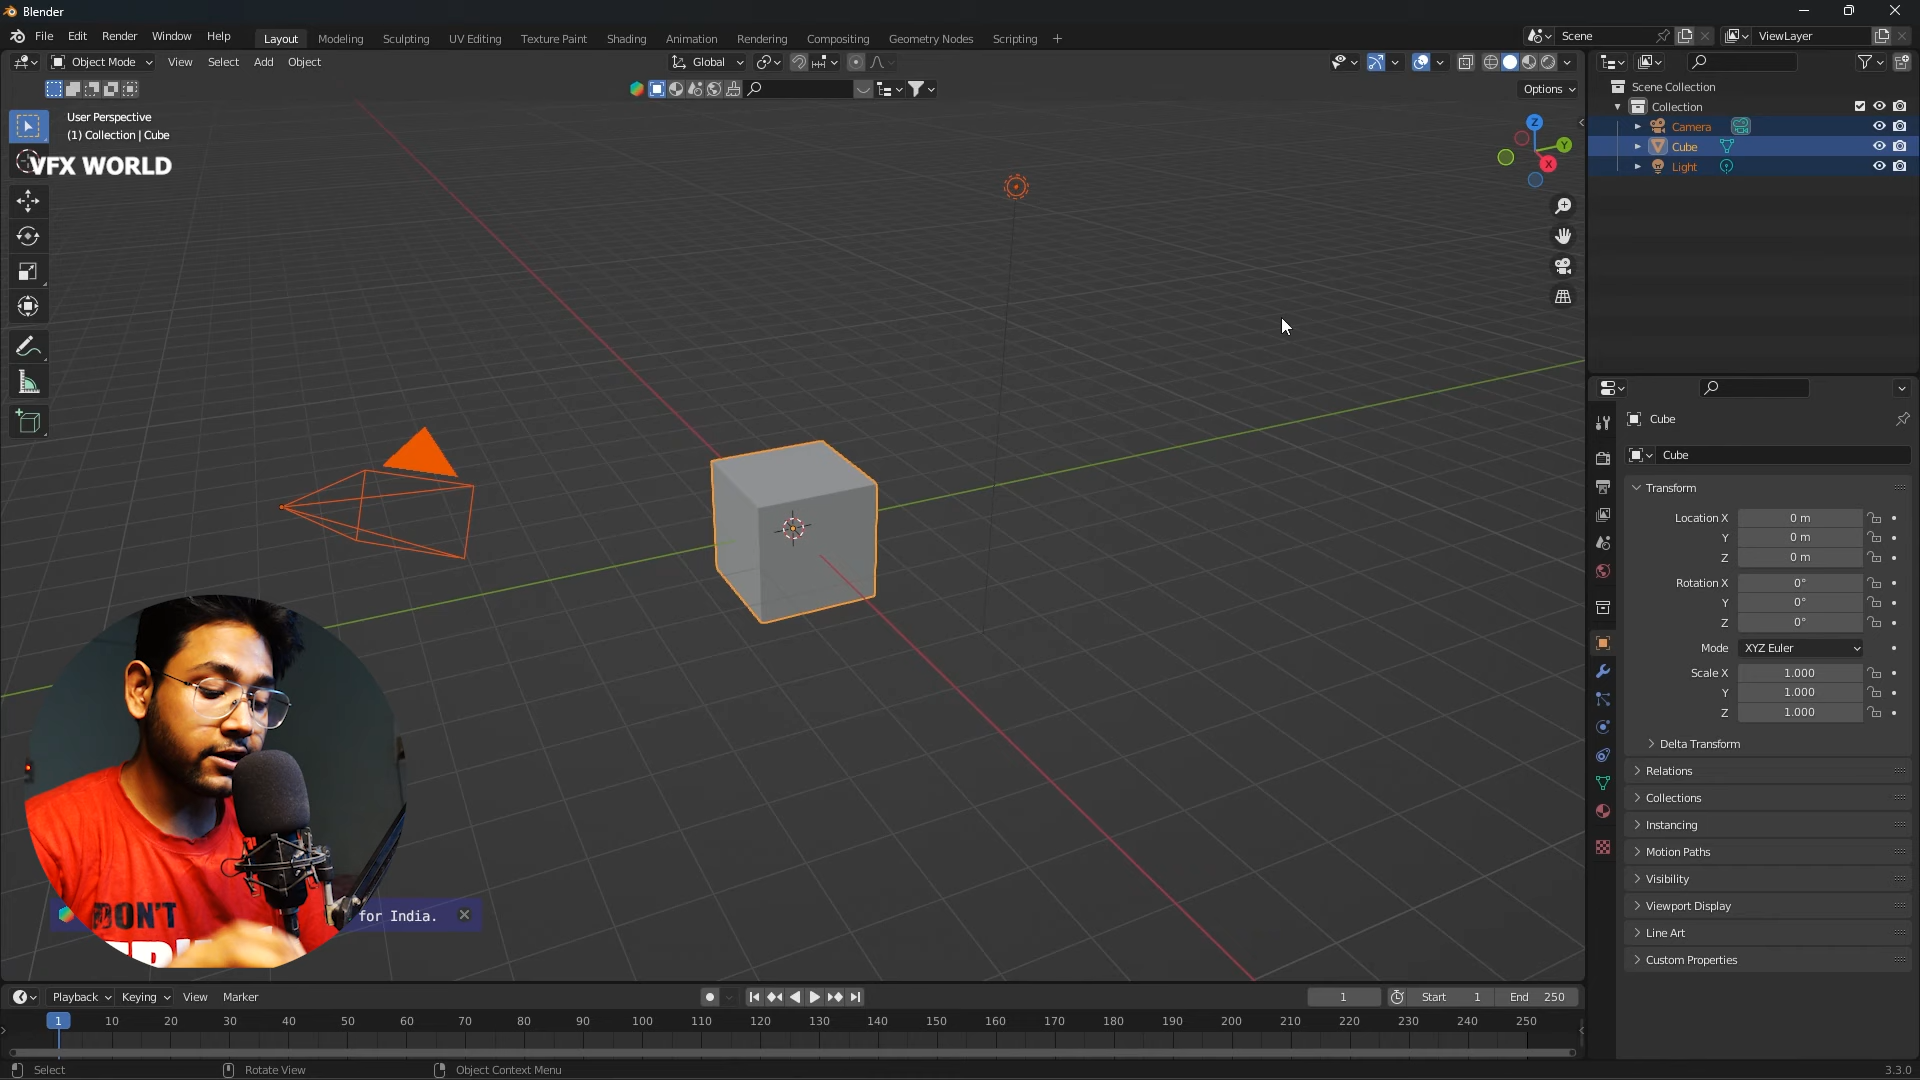 Blender
File Edit Render Window Help Layout Modeling Sculpting UV Editing Texture Paint Shading Animation Rendering Compositing Geometry Nodes Scripting + Scene ViewLayer
Object Mode View Select Add Object Global
Options
User Perspective
(1) Collection | Cube
VFX WORLD
Z
Y
X
Scene Collection
Collection
Camera
Cube
Light
Cube
Cube
Transform
Location X 0 m
Y 0 m
Z 0 m
Rotation X 0°
Y 0°
Z 0°
Mode XYZ Euler
Scale X 1.000
Y 1.000
Z 1.000
Delta Transform
Relations
Collections
Instancing
Motion Paths
Visibility
Viewport Display
Line Art
Custom Properties
DON'T
for India.
Playback Keying View Marker 1 Start 1 End 250
1 10 20 30 40 50 60 70 80 90 100 110 120 130 140 150 160 170 180 190 200 210 220 230 240 250
Select Rotate View Object Context Menu 3.3.0